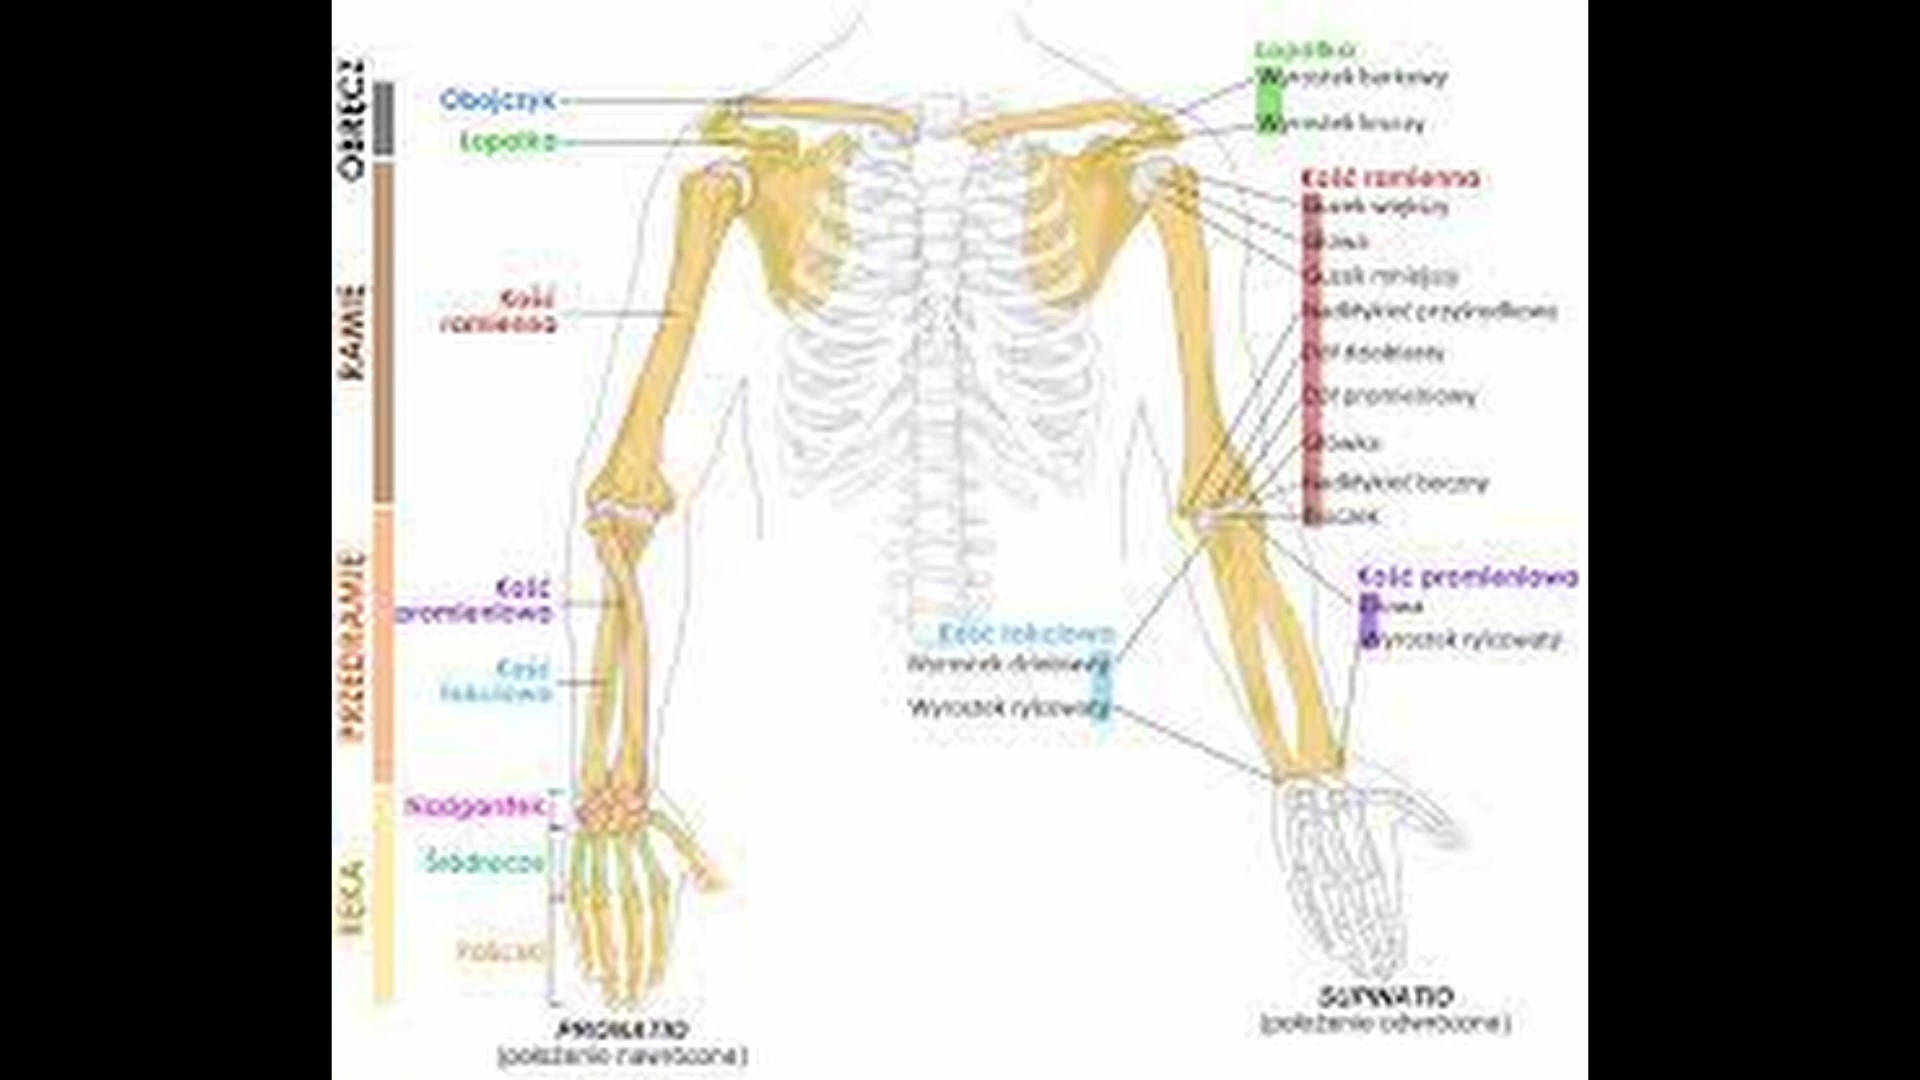 OBRĘCZ
RAMIĘ
PRZEDRAMIĘ
RĘKA
Obojczyk
Łopatka
Kość
ramienna
Kość
promieniowa
Kość
łokciowa
Nadgarstek
Śródręcze
PRONATIO
(położenie nawrócone)
Łopatka
Wyrostek barkowy
Wyrostek kruczy
Kość ramienna
Guzek większy
Głowa
Guzek mniejszy
Nadkłykieć przyśrodkowy
Dół dziobiasty
Dół promieniowy
Główka
Nadkłykieć boczny
Bloczek
Kość promieniowa
Głowa
Wyrostek rylcowaty
Kość łokciowa
Wyrostek dziobiasty
Wyrostek rylcowaty
SUPINATIO
(położenie odwrócone)